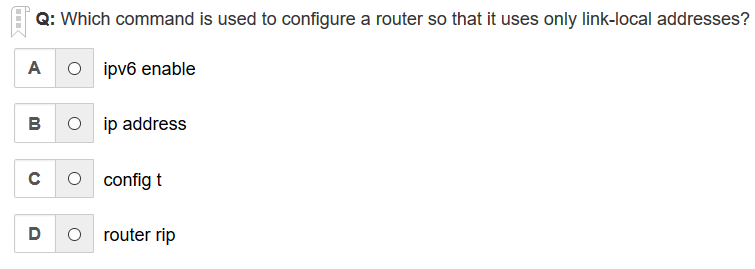 Q: Which command is used to configure a router so that it uses only link-local addresses?
A ipv6 enable
B ip address
C config t
D router rip